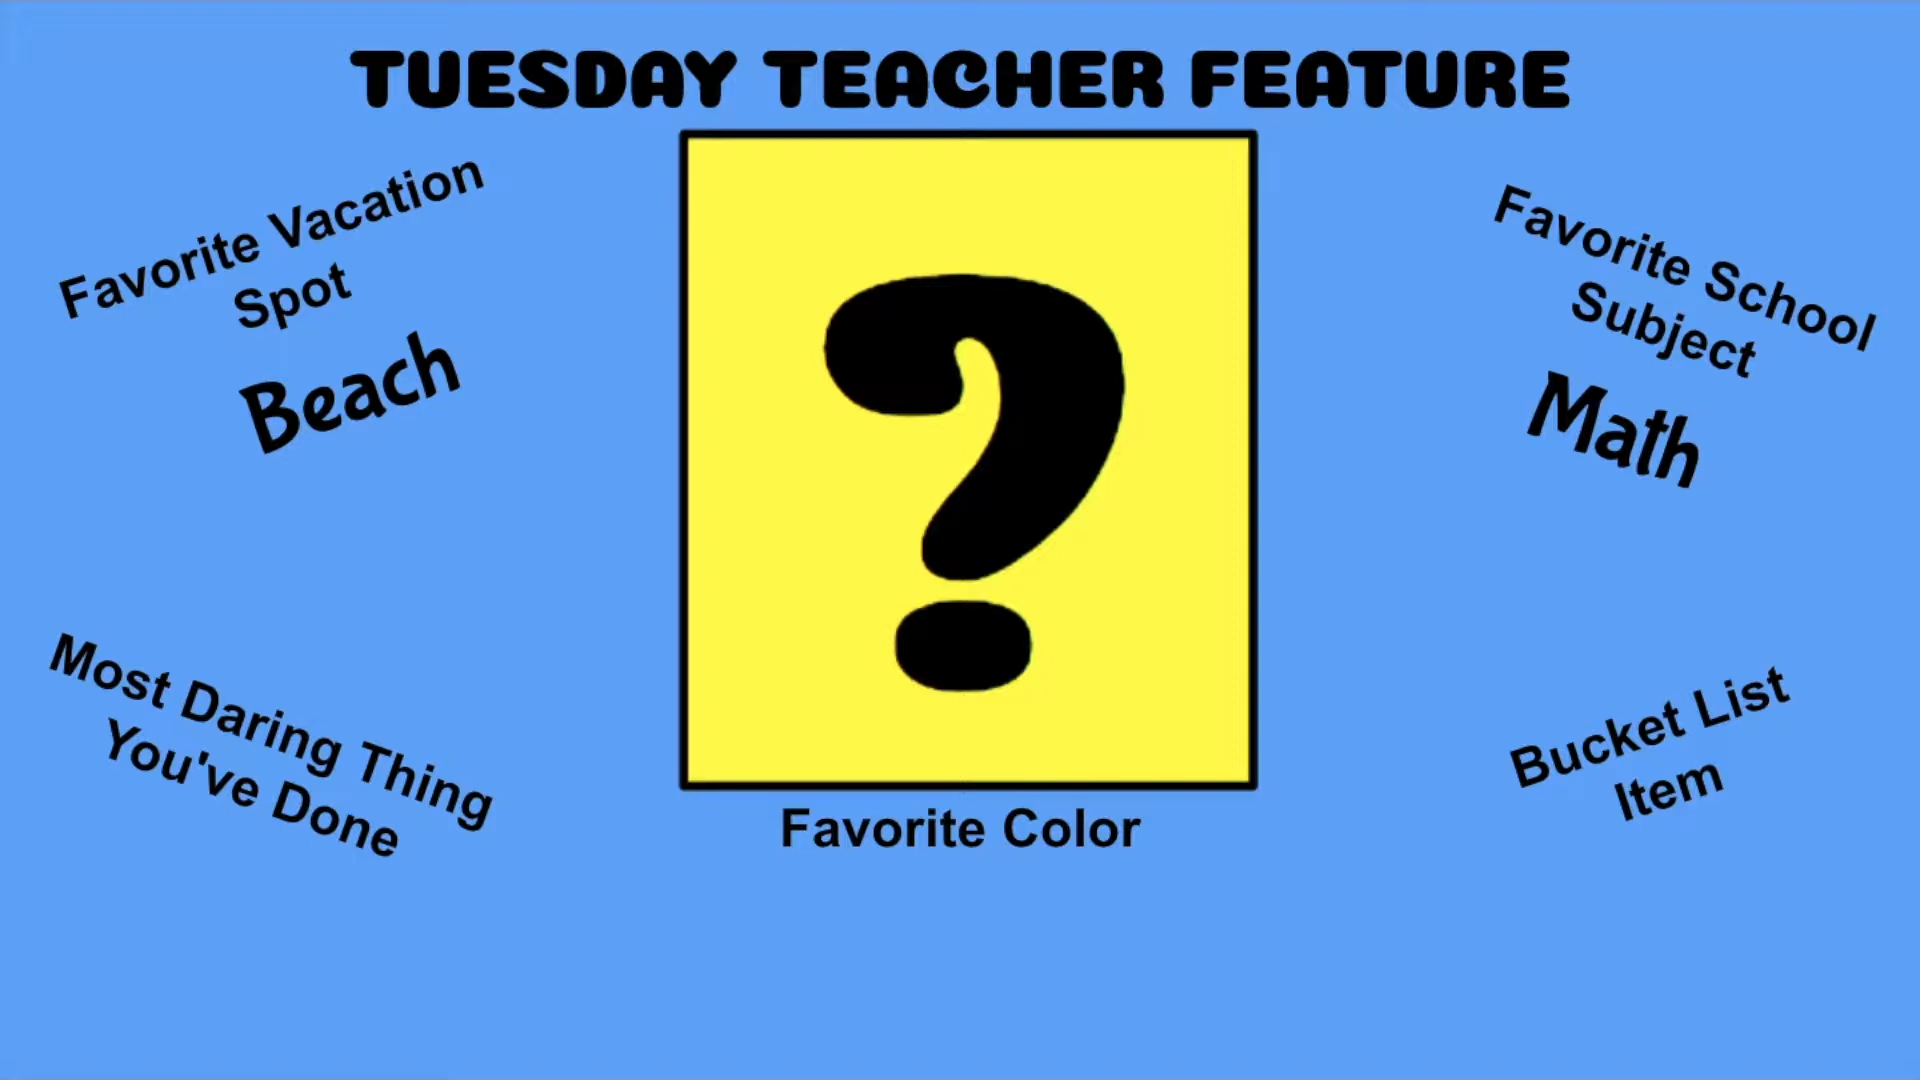 TUESDAY TEACHER FEATURE
Favorite Vacation
Spot
Beach
Favorite School
Subject
Math
?
Most Daring Thing
You've Done
Favorite Color
Bucket List
Item